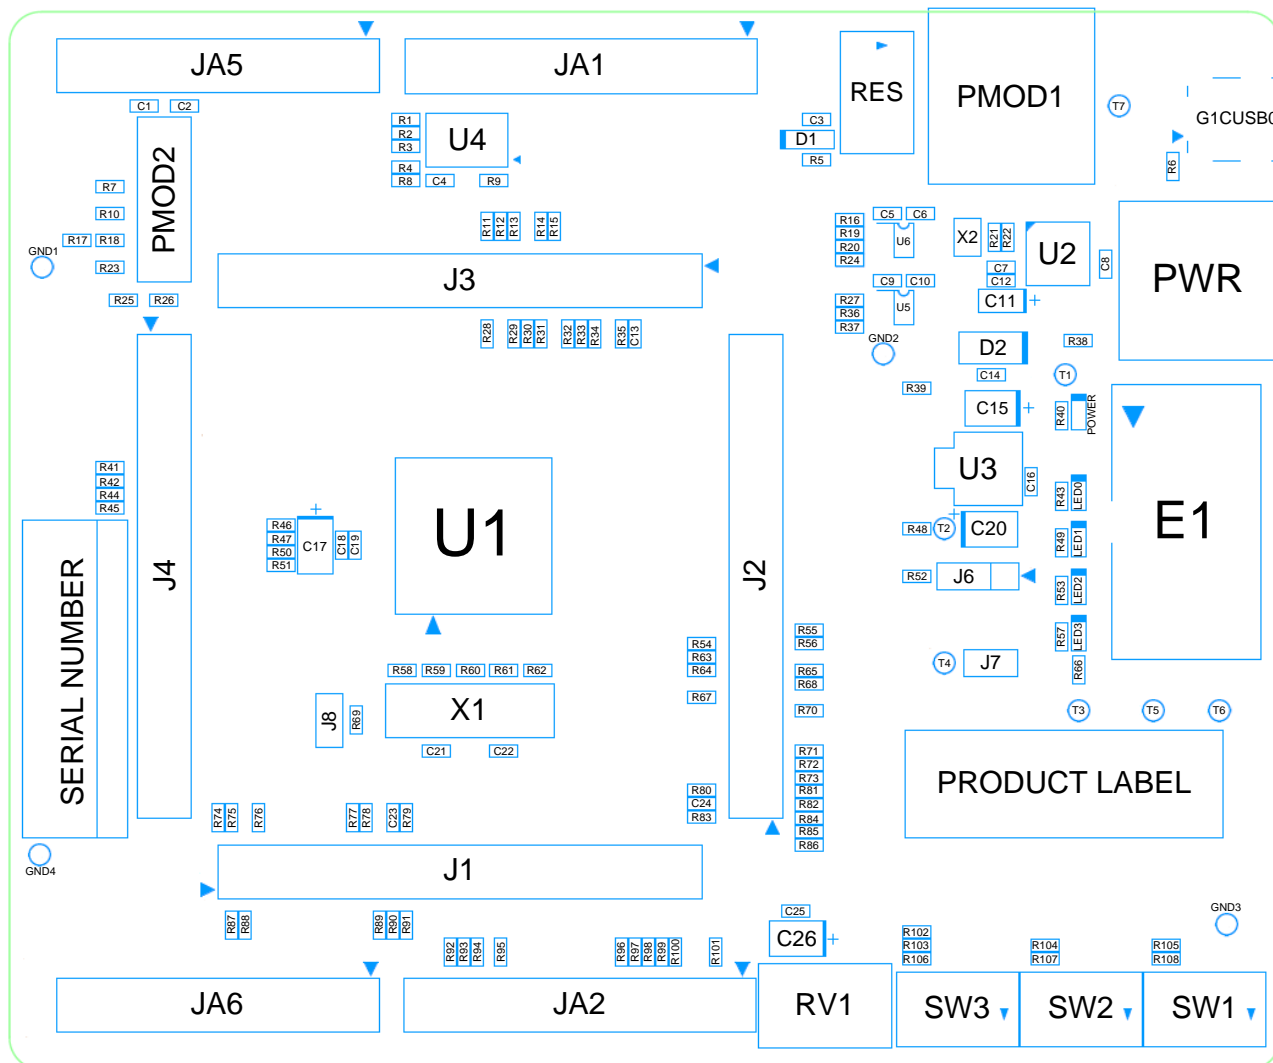 JA5
JA1
RES
PMOD1
T7
G1CUSB0
R6
C1
C2
PMOD2
R1
R2
R3
R4
R8
U4
C4
R9
C3
D1
R5
R7
R10
R17
R18
R23
GND1
R25
R26
R11
R12
R13
R14
R15
J3
R16
R19
R20
R24
C5
C6
U6
C9
C10
U5
R27
R36
R37
GND2
X2
R21
R22
C7
C12
C11
U2
C8
PWR
R28
R29
R30
R31
R32
R33
R34
R35
C13
D2
R38
C14
T1
R39
C15
R40
POWER
U3
C16
R43
LED0
E1
R41
R42
R44
R45
R46
R47
R50
R51
C17
C18
C19
U1
J4
J2
R48
T2
C20
R49
LED1
R52
J6
R53
LED2
SERIAL NUMBER
R54
R63
R64
R67
R55
R56
R65
R68
R70
R57
LED3
R66
T4
J7
R58
R59
R60
R61
R62
X1
J8
R69
C21
C22
T3
T5
T6
R71
R72
R73
R81
R82
R84
R85
R86
R80
C24
R83
PRODUCT LABEL
R74
R75
R76
R77
R78
C23
R79
J1
GND4
R87
R88
R89
R90
R91
R92
R93
R94
R95
R96
R97
R98
R99
R100
R101
C25
C26
GND3
R102
R103
R106
R104
R107
R105
R108
JA6
JA2
RV1
SW3
SW2
SW1